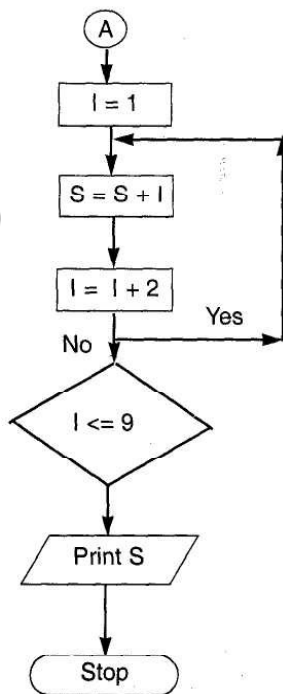 A
I = 1
S = S + I
I = I + 2
Yes
No
I <= 9
Print S
Stop